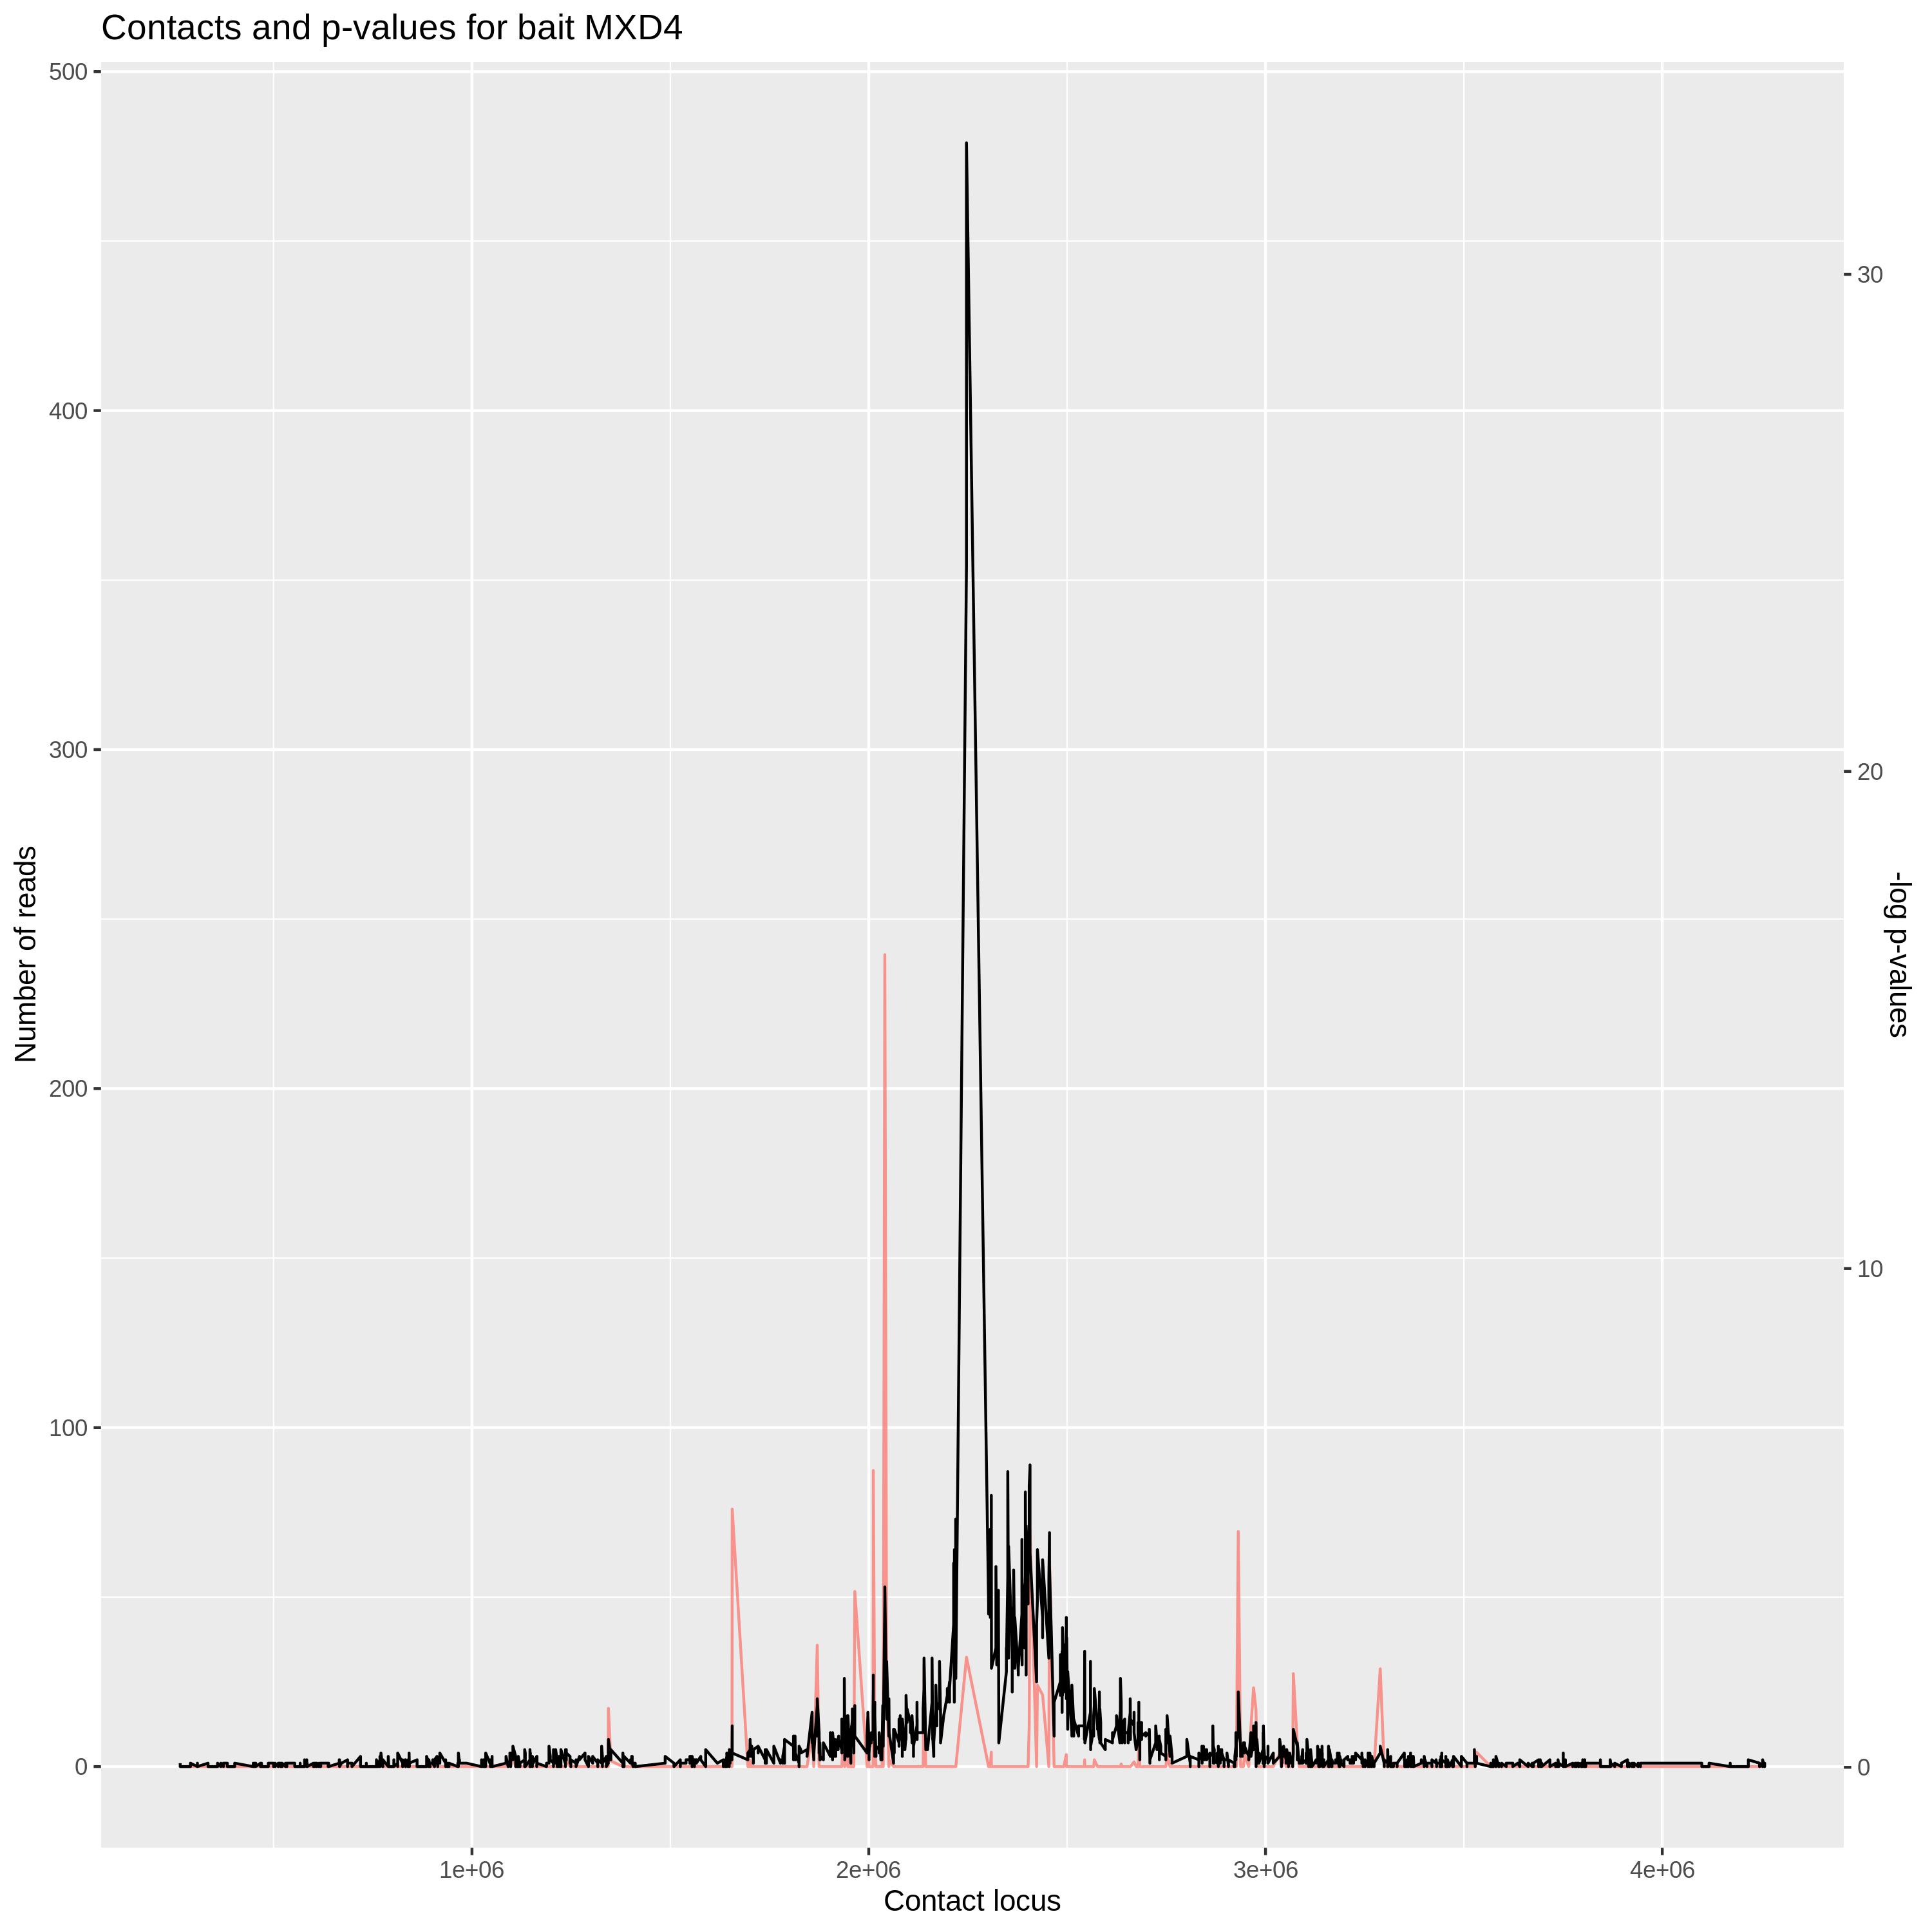 Contacts and p-values for bait MXD4
500
400
300
200
100
0
Number of reads
30
20
10
0
-log p-values
1e+06
2e+06
3e+06
4e+06
Contact locus